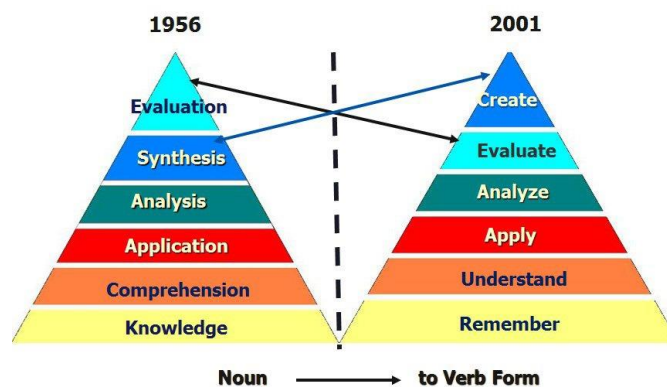 1956
2001
Evaluation
Create
Synthesis
Evaluate
Analysis
Analyze
Application
Apply
Comprehension
Understand
Knowledge
Remember
Noun to Verb Form